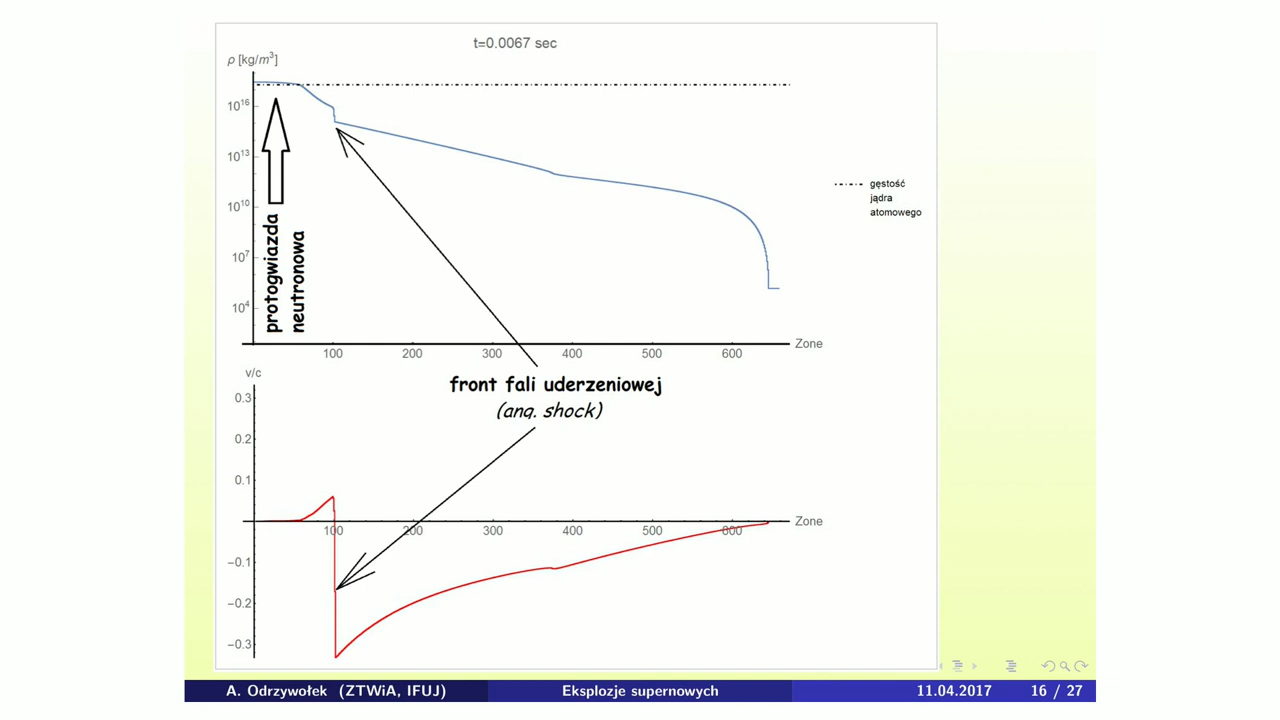 t=0.0067 sec
ρ [kg/m³]
10¹⁶
10¹³
10¹⁰
10⁷
10⁴
protogwiazda
neutronowa
gęstość
jądra
atomowego
100 200 300 400 500 600 Zone
v/c
front fali uderzeniowej
(ang. shock)
0.3
0.2
0.1
100 200 300 400 500 600 Zone
−0.1
−0.2
−0.3
A. Odrzywołek (ZTWiA, IFUJ) Eksplozje supernowych 11.04.2017 16 / 27